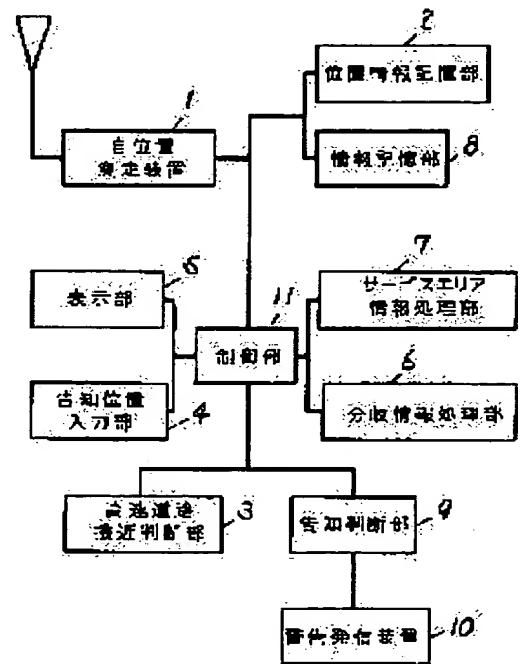 2
位置情報記憶部
1
自位置
測定装置
情報記憶部
8
7
サービスエリア
情報処理部
表示部
11
制御部
6
分岐情報処理部
告知位置
入力部
4
高速道路
接近判断部
3
告知判断部
9
警告発信装置
10